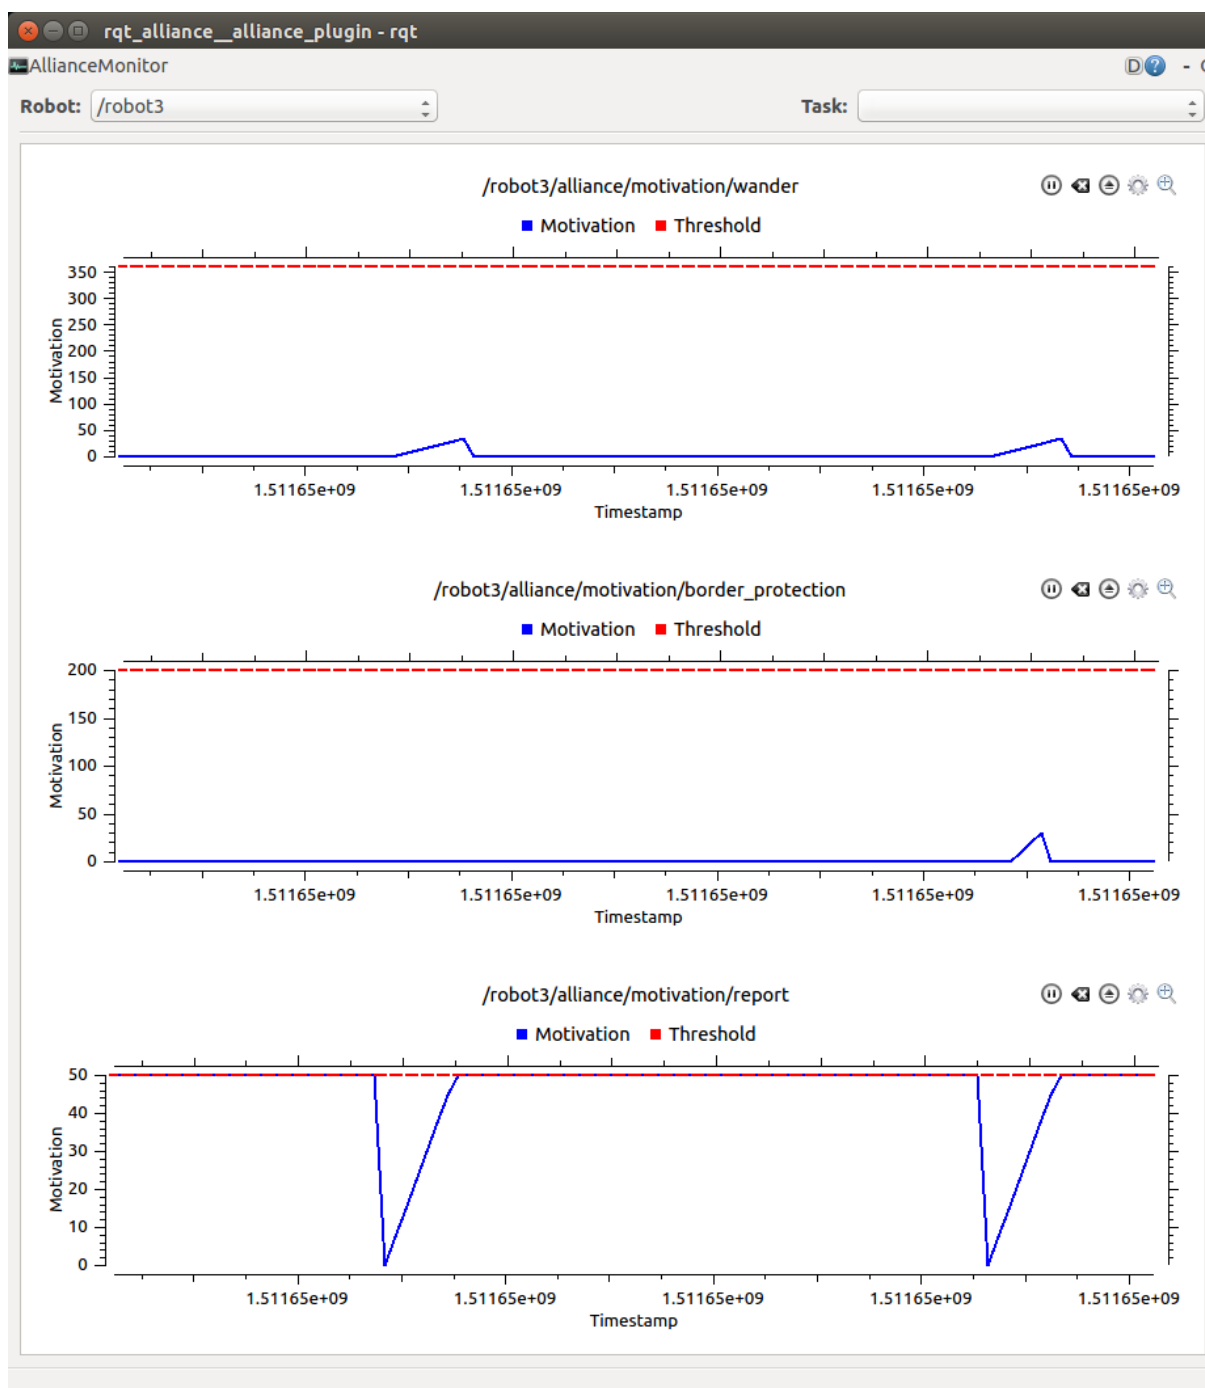 rqt_alliance__alliance_plugin - rqt
AllianceMonitor D ? -
Robot: /robot3 Task:
/robot3/alliance/motivation/wander
Motivation Threshold
350
300
250
200
150
100
50
0
Motivation
1.51165e+09 1.51165e+09 1.51165e+09 1.51165e+09 1.51165e+09
Timestamp
/robot3/alliance/motivation/border_protection
Motivation Threshold
200
150
100
50
0
Motivation
1.51165e+09 1.51165e+09 1.51165e+09 1.51165e+09 1.51165e+09
Timestamp
/robot3/alliance/motivation/report
Motivation Threshold
50
40
30
20
10
0
Motivation
1.51165e+09 1.51165e+09 1.51165e+09 1.51165e+09 1.51165e+09
Timestamp